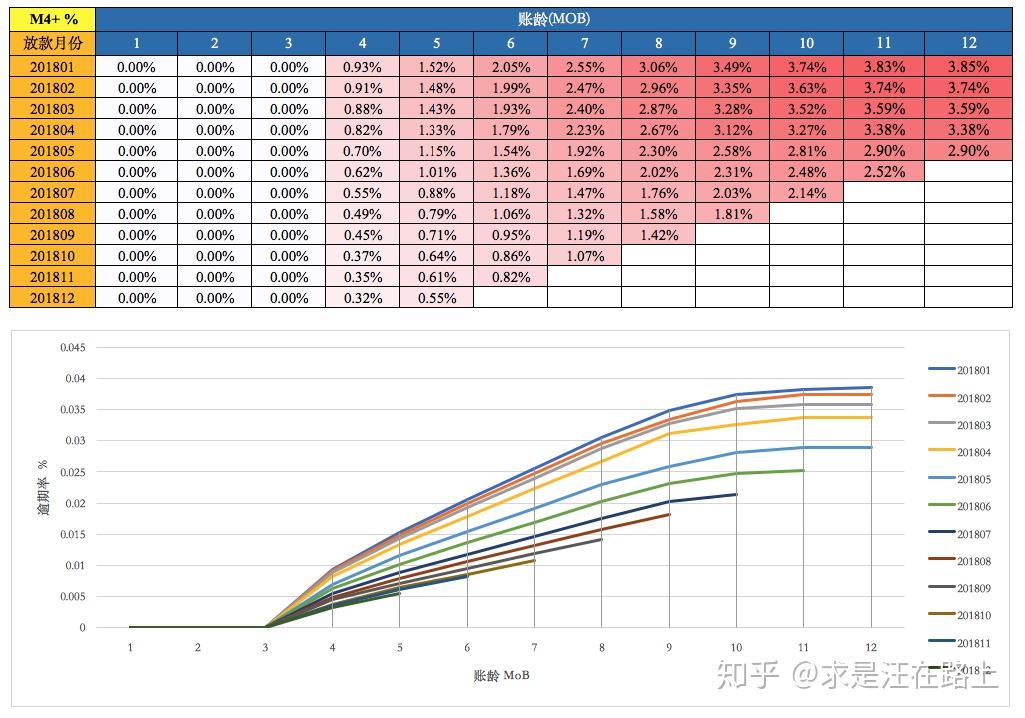 M4+ % 账龄(MOB)
放款月份 1 2 3 4 5 6 7 8 9 10 11 12
201801 0.00% 0.00% 0.00% 0.93% 1.52% 2.05% 2.55% 3.06% 3.49% 3.74% 3.83% 3.85%
201802 0.00% 0.00% 0.00% 0.91% 1.48% 1.99% 2.47% 2.96% 3.35% 3.63% 3.74% 3.74%
201803 0.00% 0.00% 0.00% 0.88% 1.43% 1.93% 2.40% 2.87% 3.28% 3.52% 3.59% 3.59%
201804 0.00% 0.00% 0.00% 0.82% 1.33% 1.79% 2.23% 2.67% 3.12% 3.27% 3.38% 3.38%
201805 0.00% 0.00% 0.00% 0.70% 1.15% 1.54% 1.92% 2.30% 2.58% 2.81% 2.90% 2.90%
201806 0.00% 0.00% 0.00% 0.62% 1.01% 1.36% 1.69% 2.02% 2.31% 2.48% 2.52%
201807 0.00% 0.00% 0.00% 0.55% 0.88% 1.18% 1.47% 1.76% 2.03% 2.14%
201808 0.00% 0.00% 0.00% 0.49% 0.79% 1.06% 1.32% 1.58% 1.81%
201809 0.00% 0.00% 0.00% 0.45% 0.71% 0.95% 1.19% 1.42%
201810 0.00% 0.00% 0.00% 0.37% 0.64% 0.86% 1.07%
201811 0.00% 0.00% 0.00% 0.35% 0.61% 0.82%
201812 0.00% 0.00% 0.00% 0.32% 0.55%
逾期率 %
0.045
0.04
0.035
0.03
0.025
0.02
0.015
0.01
0.005
0
1 2 3 4 5 6 7 8 9 10 11 12
账龄 MoB
201801
201802
201803
201804
201805
201806
201807
201808
201809
201810
201811
201812
知乎 @求是汪在路上